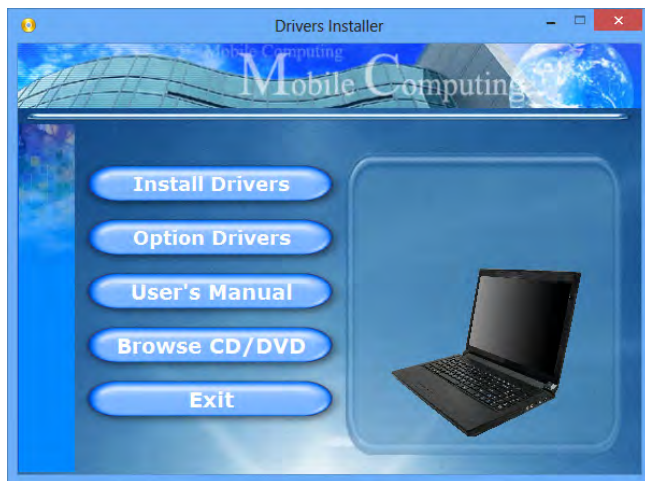 Drivers Installer
Mobile Computing
Mobile Computing
Install Drivers
Option Drivers
User's Manual
Browse CD/DVD
Exit